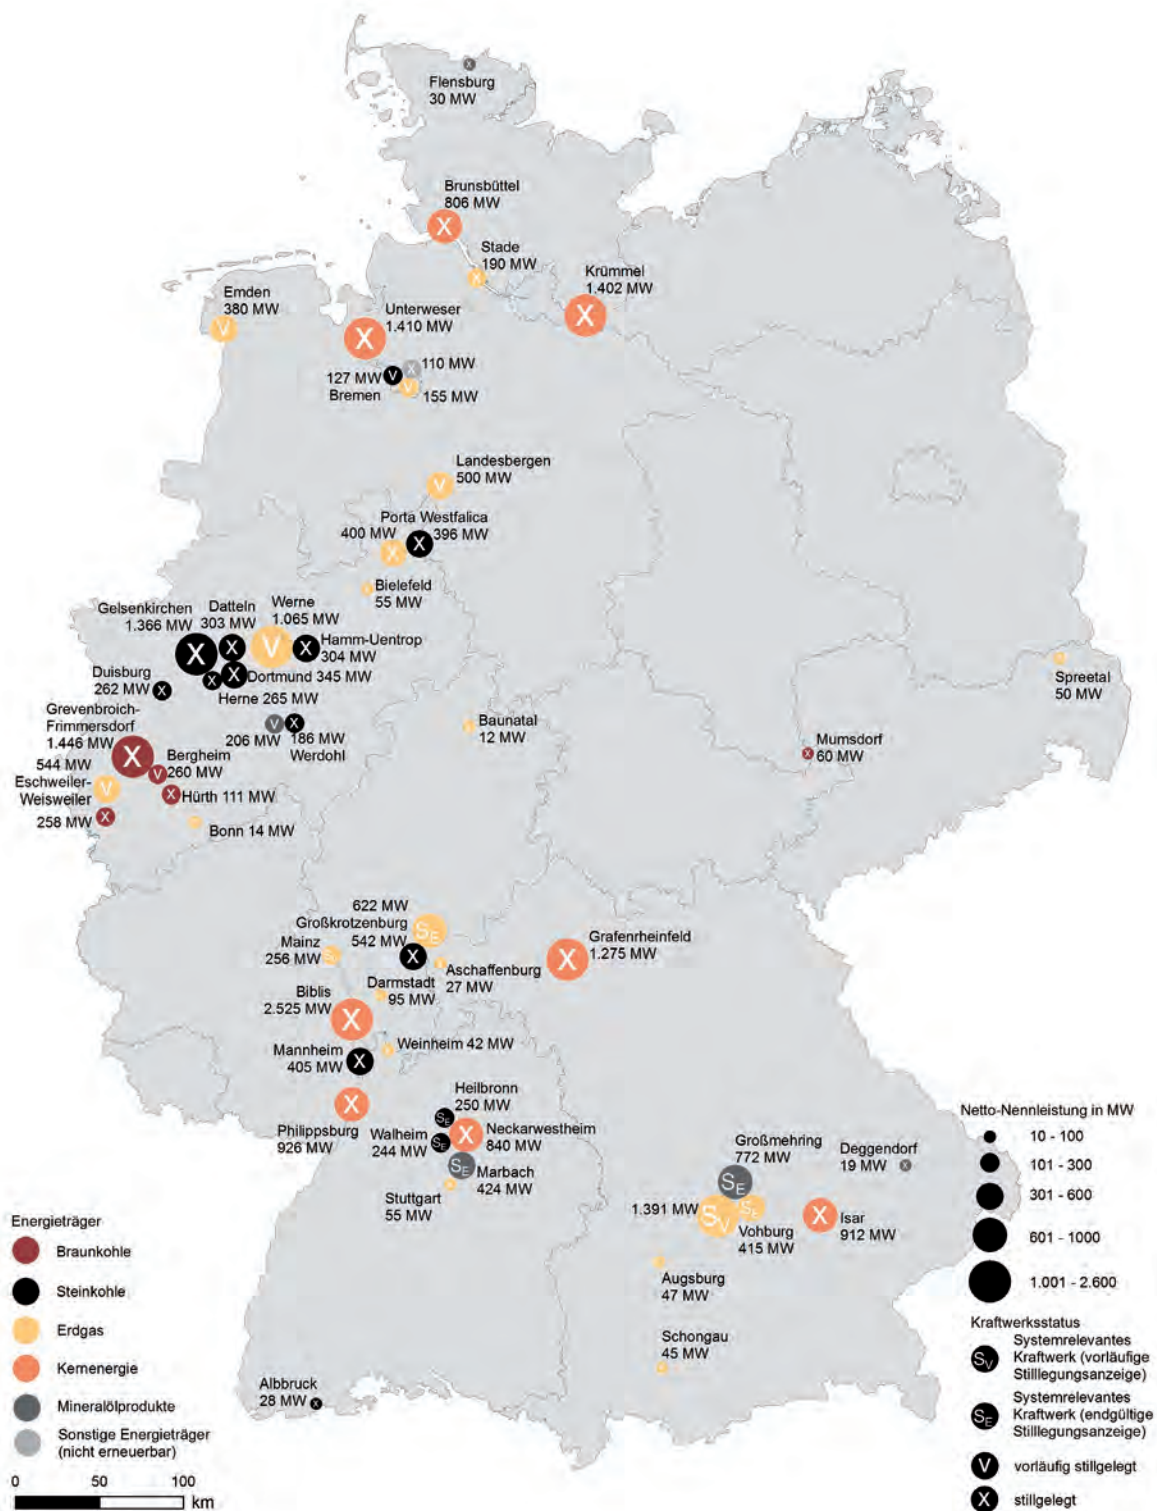 Flensburg
30 MW
Brunsbüttel
806 MW
Stade
190 MW
Krümmel
1.402 MW
Emden
380 MW
Unterweser
1.410 MW
110 MW
127 MW
Bremen
155 MW
Landesbergen
500 MW
Porta Westfalica
400 MW
396 MW
Bielefeld
55 MW
Gelsenkirchen
1.366 MW
Datteln
303 MW
Werne
1.065 MW
Hamm-Uentrop
304 MW
Duisburg
262 MW
Dortmund 345 MW
Herne 265 MW
Grevenbroich-
Frimmersdorf
1.446 MW
206 MW
186 MW
Werdohl
Baunatal
12 MW
Spreetal
50 MW
Mumsdorf
60 MW
544 MW
Bergheim
260 MW
Eschweiler-
Weisweiler
258 MW
Hürth 111 MW
Bonn 14 MW
622 MW
Großkrotzenburg
542 MW
Mainz
256 MW
Grafenrheinfeld
1.275 MW
Aschaffenburg
27 MW
Darmstadt
95 MW
Biblis
2.525 MW
Weinheim 42 MW
Mannheim
405 MW
Philippsburg
926 MW
Heilbronn
250 MW
Walheim
244 MW
Neckarwestheim
840 MW
Marbach
424 MW
Stuttgart
55 MW
Großmehring
772 MW
Deggendorf
19 MW
1.391 MW
Vohburg
415 MW
Isar
912 MW
Augsburg
47 MW
Schongau
45 MW
Albbruck
28 MW
Energieträger
Braunkohle
Steinkohle
Erdgas
Kernenergie
Mineralölprodukte
Sonstige Energieträger
(nicht erneuerbar)
0 50 100
km
Netto-Nennleistung in MW
10 - 100
101 - 300
301 - 600
601 - 1000
1.001 - 2.600
Kraftwerksstatus
Systemrelevantes
SV Kraftwerk (vorläufige
Stilllegungsanzeige)
Systemrelevantes
SE Kraftwerk (endgültige
Stilllegungsanzeige)
V vorläufig stillgelegt
X stillgelegt